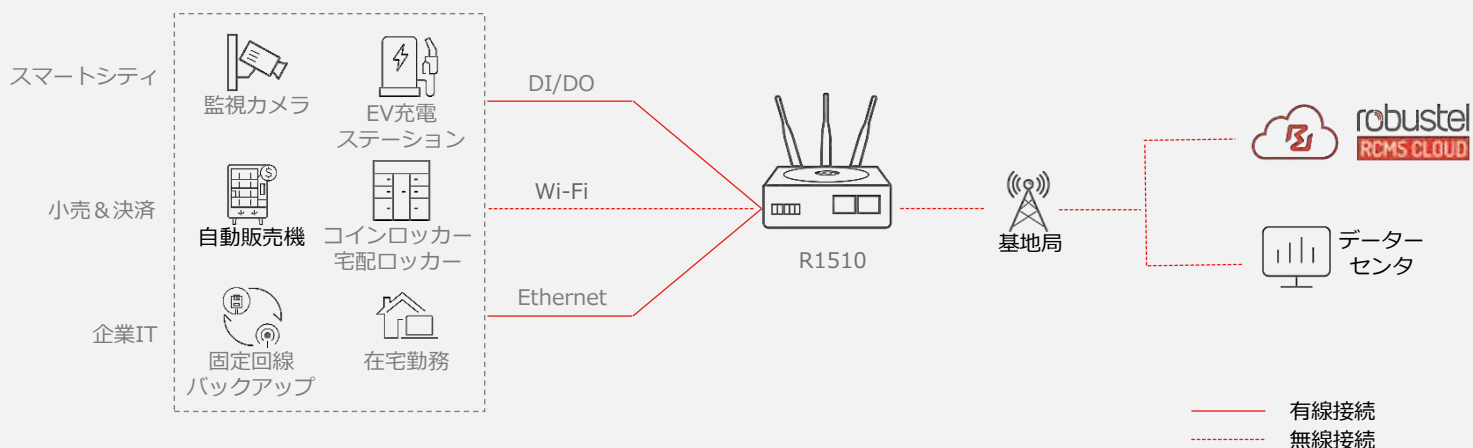 スマートシティ
監視カメラ
EV充電
ステーション
小売＆決済
自動販売機
コインロッカー
宅配ロッカー
企業IT
固定回線
バックアップ
在宅勤務
DI/DO
Wi-Fi
Ethernet
R1510
基地局
robustel
RCMS CLOUD
データー
センタ
有線接続
無線接続